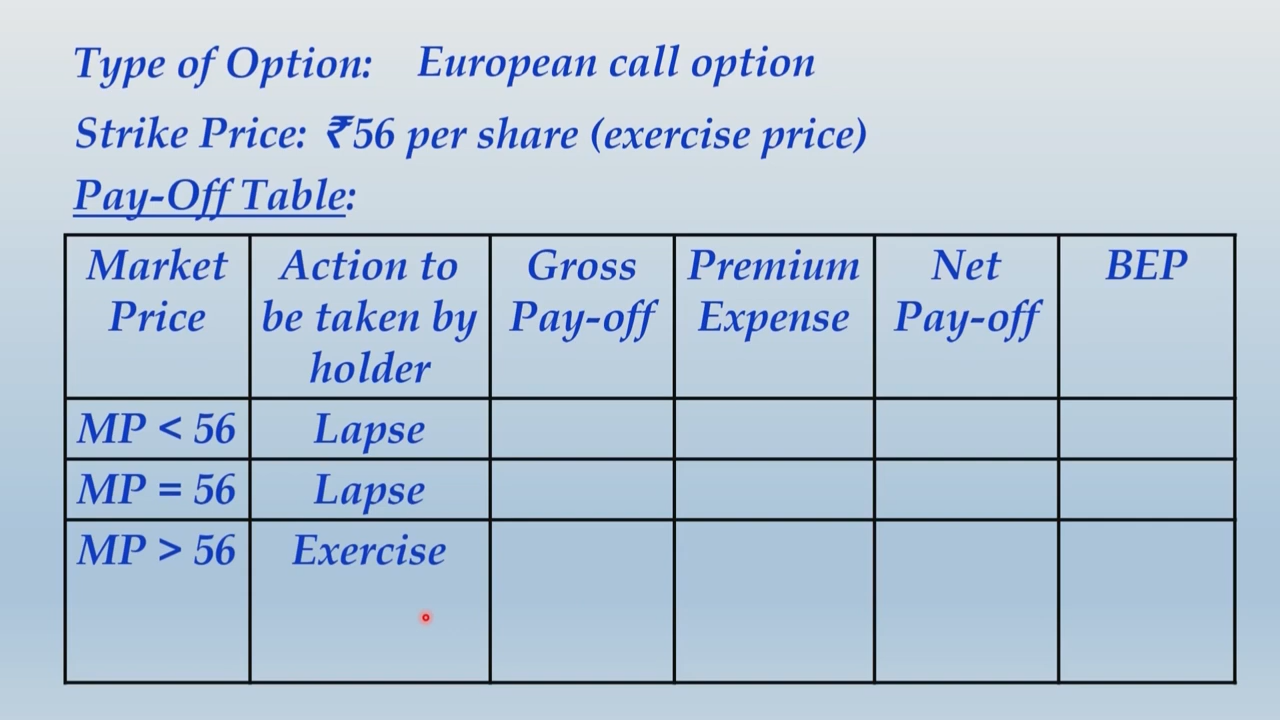 Type of Option: European call option
Strike Price: ₹56 per share (exercise price)
Pay-Off Table:
Market Price
Action to be taken by holder
Gross Pay-off
Premium Expense
Net Pay-off
BEP
MP < 56 Lapse
MP = 56 Lapse
MP > 56 Exercise